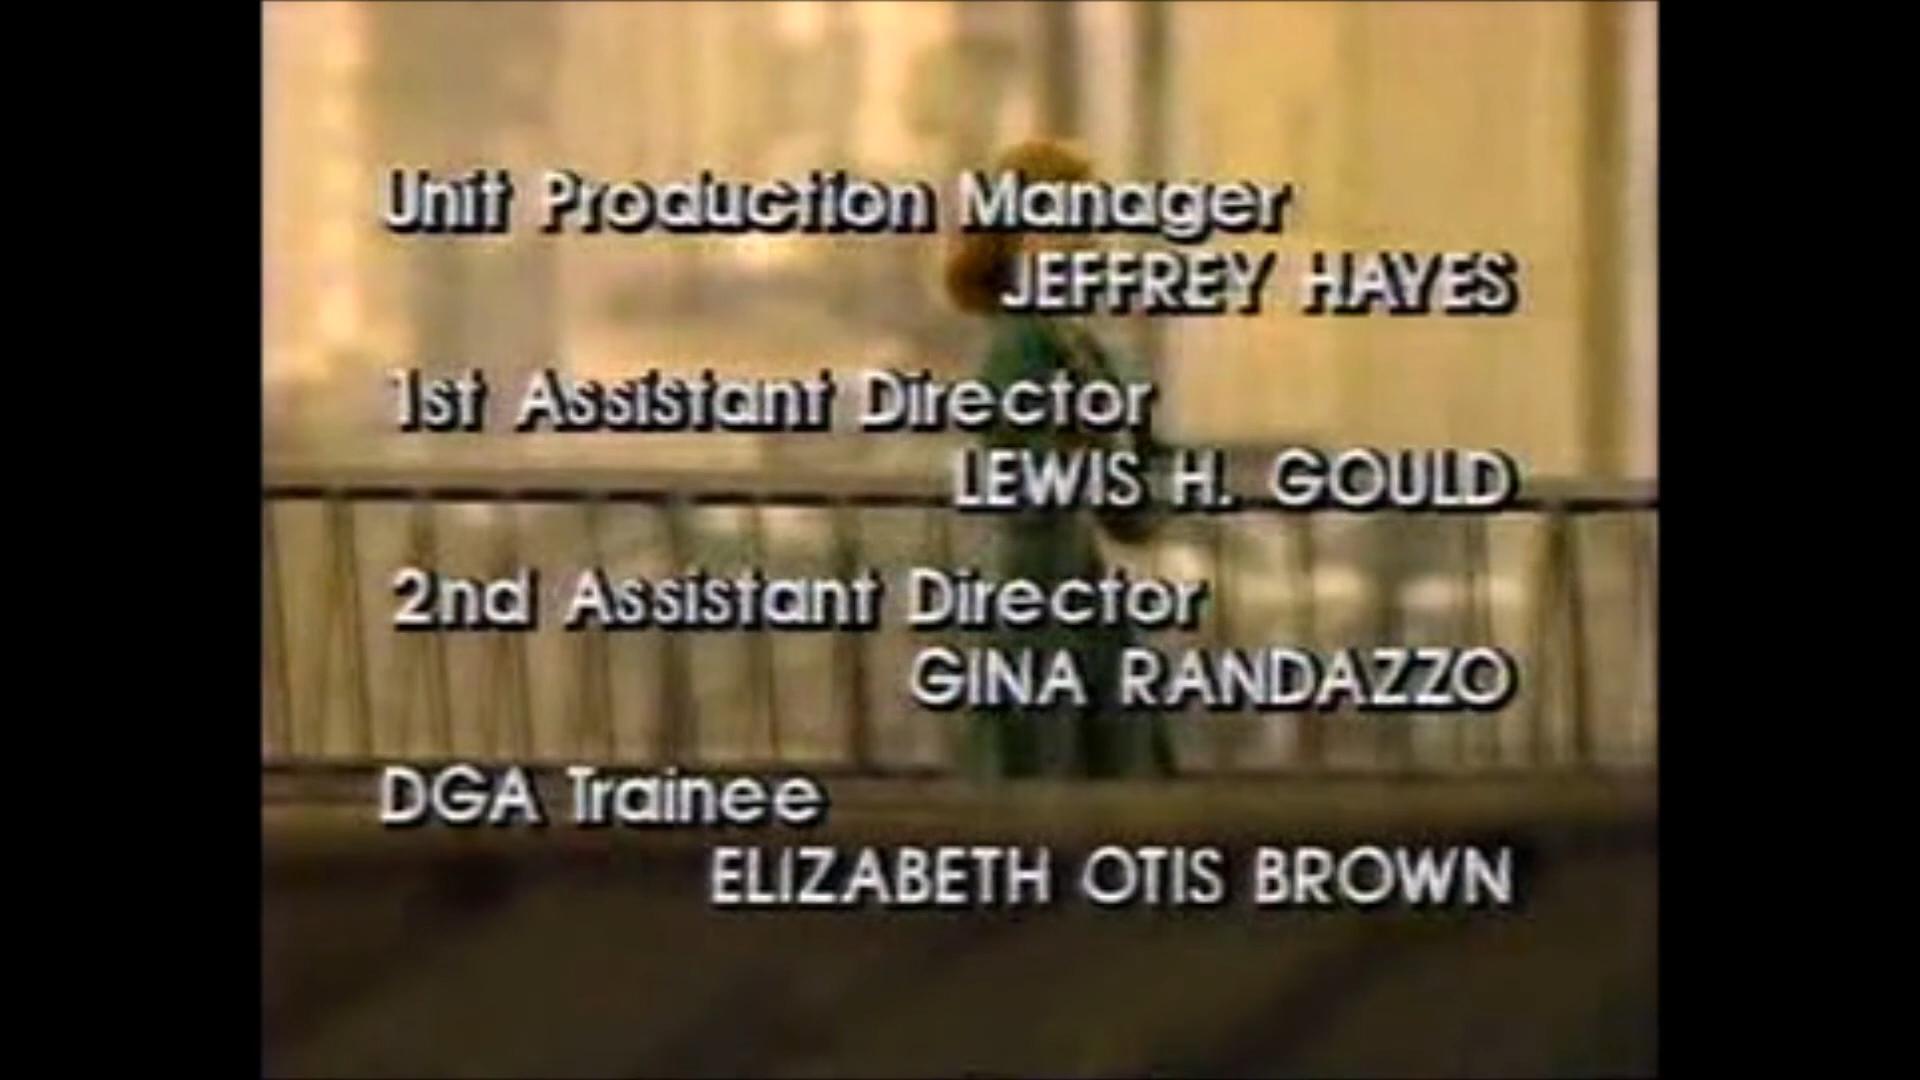 Unit Production Manager
JEFFREY HAYES
1st Assistant Director
LEWIS H. GOULD
2nd Assistant Director
GINA RANDAZZO
DGA Trainee
ELIZABETH OTIS BROWN